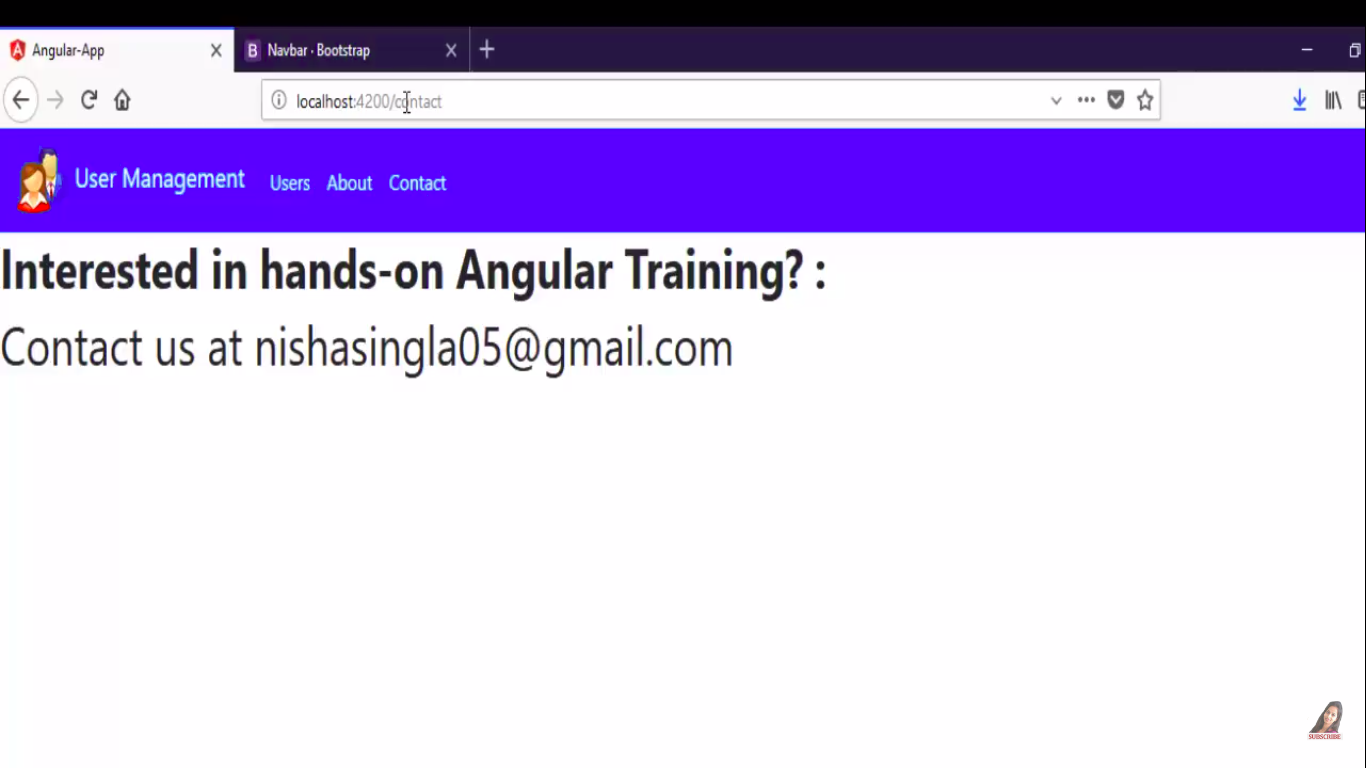 Angular-App
Navbar · Bootstrap
localhost:4200/contact
User Management Users About Contact
Interested in hands-on Angular Training? :
Contact us at nishasingla05@gmail.com
SUBSCRIBE